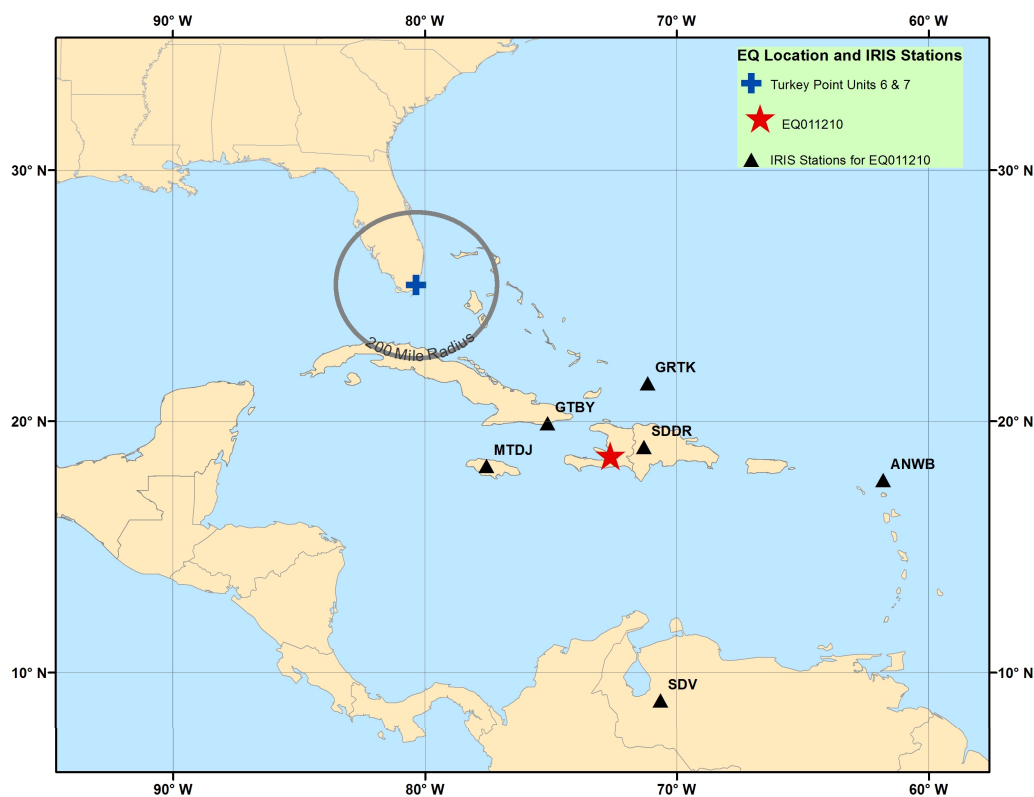 90° W 80° W 70° W 60° W
EQ Location and IRIS Stations
Turkey Point Units 6 & 7
EQ011210
IRIS Stations for EQ011210
30° N 30° N
200 Mile Radius
GRTK
GTBY
20° N 20° N
SDDR
MTDJ
ANWB
10° N 10° N
SDV
90° W 80° W 70° W 60° W